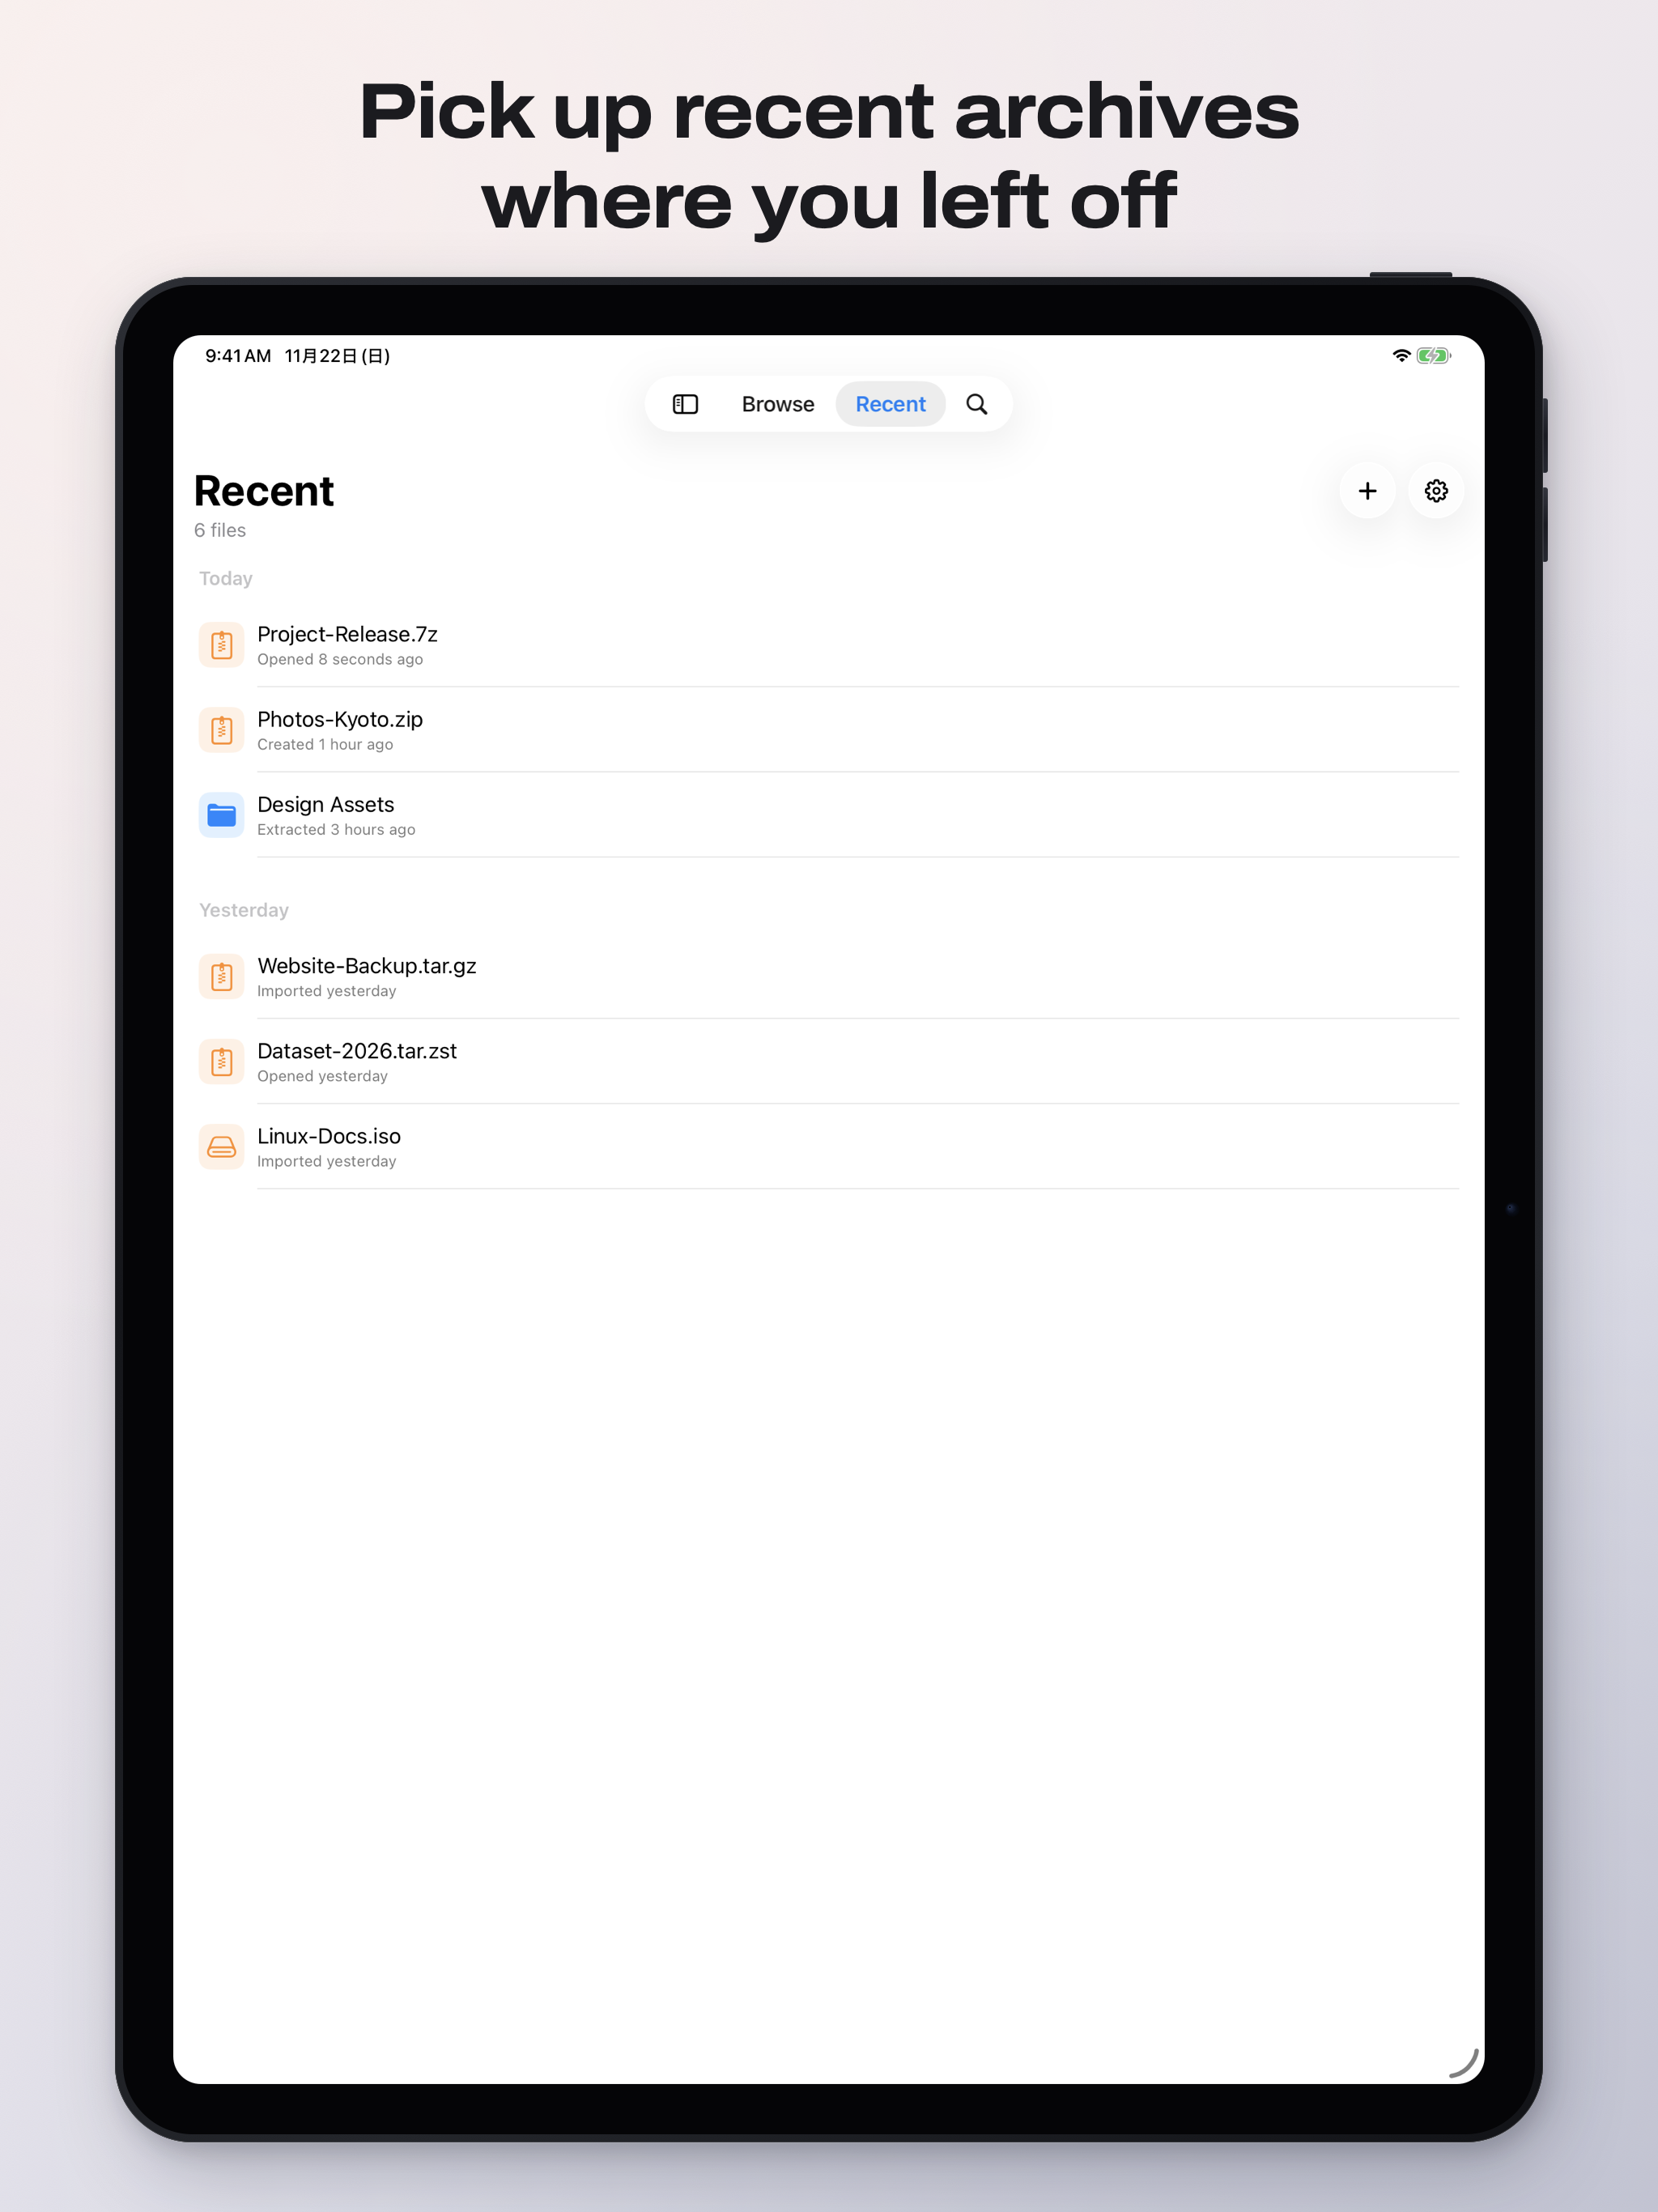 Pick up recent archives
where you left off
9:41 AM 11月22日 (日)
Browse Recent
Recent
6 files
Today
Project-Release.7z
Opened 8 seconds ago
Photos-Kyoto.zip
Created 1 hour ago
Design Assets
Extracted 3 hours ago
Yesterday
Website-Backup.tar.gz
Imported yesterday
Dataset-2026.tar.zst
Opened yesterday
Linux-Docs.iso
Imported yesterday